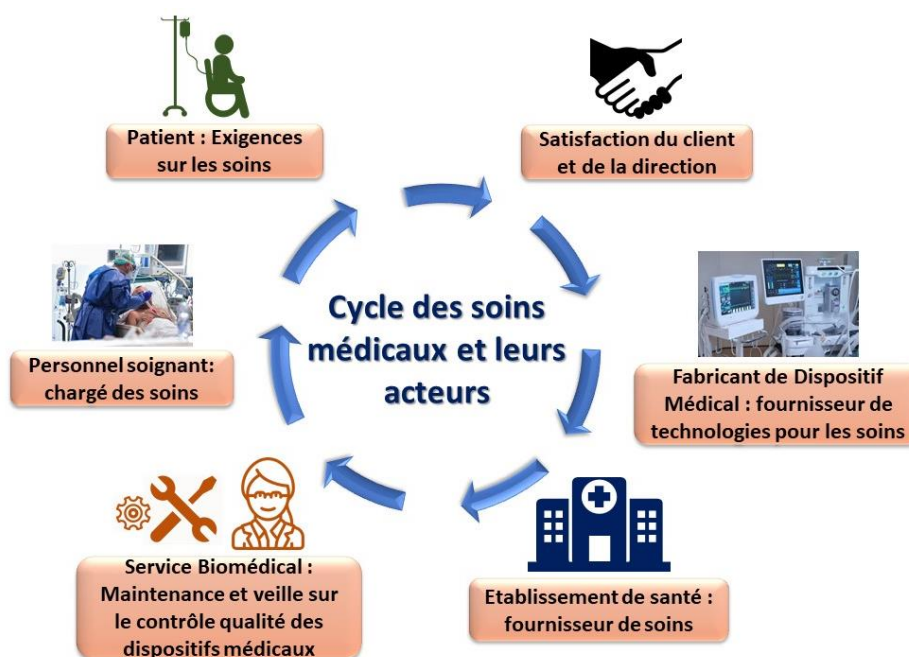 Patient : Exigences
sur les soins
Satisfaction du client
et de la direction
Cycle des soins
médicaux et leurs
acteurs
Personnel soignant:
chargé des soins
Fabricant de Dispositif
Médical : fournisseur de
technologies pour les soins
Service Biomédical :
Maintenance et veille sur
le contrôle qualité des
dispositifs médicaux
Etablissement de santé :
fournisseur de soins